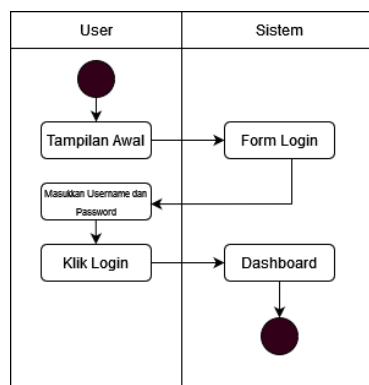 User
Sistem
Tampilan Awal
Form Login
Masukkan Username dan
Password
Klik Login
Dashboard